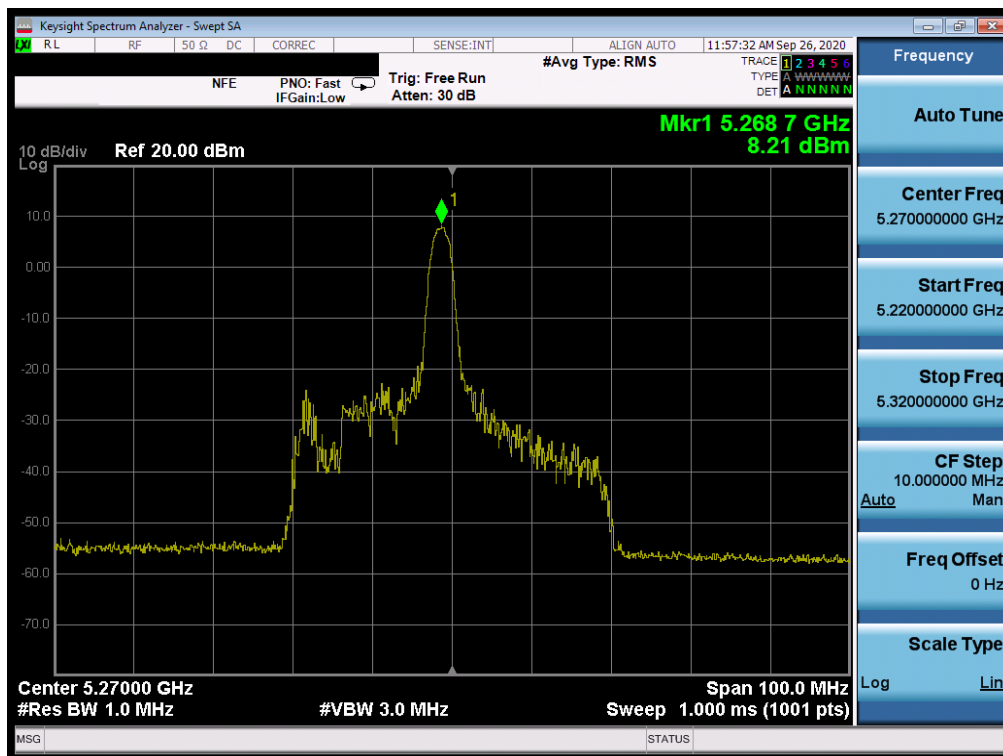 Keysight Spectrum Analyzer - Swept SA
LXI RL RF 50 Ω DC CORREC SENSE:INT ALIGN AUTO 11:57:32 AM Sep 26, 2020
NFE
PNO: Fast
IFGain:Low
Trig: Free Run
Atten: 30 dB
#Avg Type: RMS
TRACE 1 2 3 4 5 6
TYPE A WWWWW
DET A N N N N N
Mkr1 5.268 7 GHz
8.21 dBm
10 dB/div
Log
Ref 20.00 dBm
1
10.0
0.00
-10.0
-20.0
-30.0
-40.0
-50.0
-60.0
-70.0
Center 5.27000 GHz
Span 100.0 MHz
#Res BW 1.0 MHz
#VBW 3.0 MHz
Sweep 1.000 ms (1001 pts)
MSG
STATUS
Frequency
Auto Tune
Center Freq
5.270000000 GHz
Start Freq
5.220000000 GHz
Stop Freq
5.320000000 GHz
CF Step
10.000000 MHz
Auto Man
Freq Offset
0 Hz
Scale Type
Log Lin